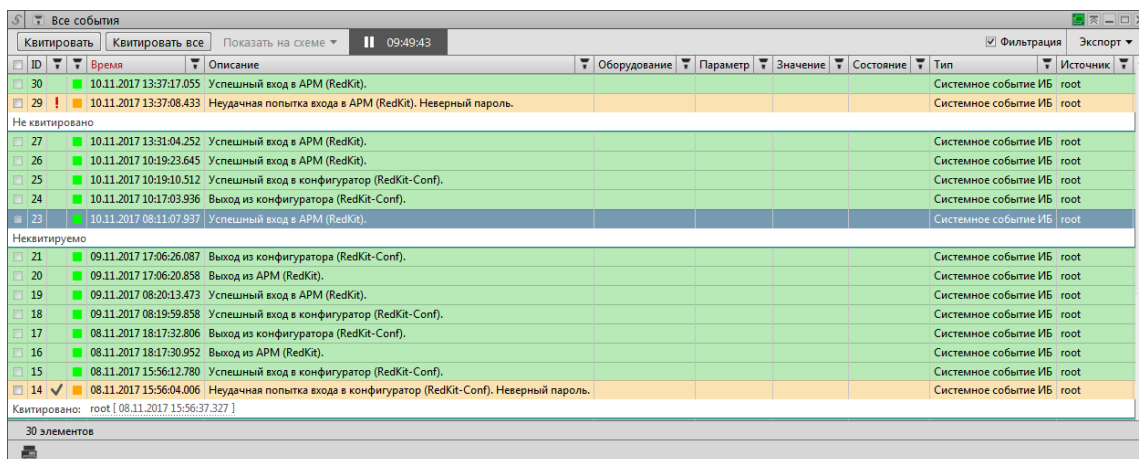 Все события
Квитировать Квитировать все Показать на схеме 09:49:43 Фильтрация Экспорт
ID Время Описание Оборудование Параметр Значение Состояние Тип Источник
30 10.11.2017 13:37:17.055 Успешный вход в АРМ (RedKit). Системное событие ИБ root
29 ! 10.11.2017 13:37:08.433 Неудачная попытка входа в АРМ (RedKit). Неверный пароль. Системное событие ИБ root
Не квитировано
27 10.11.2017 13:31:04.252 Успешный вход в АРМ (RedKit). Системное событие ИБ root
26 10.11.2017 10:19:23.645 Успешный вход в АРМ (RedKit). Системное событие ИБ root
25 10.11.2017 10:19:10.512 Успешный вход в конфигуратор (RedKit-Conf). Системное событие ИБ root
24 10.11.2017 10:17:03.936 Выход из конфигуратора (RedKit-Conf). Системное событие ИБ root
23 10.11.2017 08:11:07.937 Успешный вход в АРМ (RedKit). Системное событие ИБ root
Неквитируемо
21 09.11.2017 17:06:26.087 Выход из конфигуратора (RedKit-Conf). Системное событие ИБ root
20 09.11.2017 17:06:20.858 Выход из АРМ (RedKit). Системное событие ИБ root
19 09.11.2017 08:20:13.473 Успешный вход в АРМ (RedKit). Системное событие ИБ root
18 09.11.2017 08:19:59.858 Успешный вход в конфигуратор (RedKit-Conf). Системное событие ИБ root
17 08.11.2017 18:17:32.806 Выход из конфигуратора (RedKit-Conf). Системное событие ИБ root
16 08.11.2017 18:17:30.952 Выход из АРМ (RedKit). Системное событие ИБ root
15 08.11.2017 15:56:12.780 Успешный вход в конфигуратор (RedKit-Conf). Системное событие ИБ root
14 08.11.2017 15:56:04.006 Неудачная попытка входа в конфигуратор (RedKit-Conf). Неверный пароль. Системное событие ИБ root
Квитировано: root [ 08.11.2017 15:56:37.327 ]
30 элементов